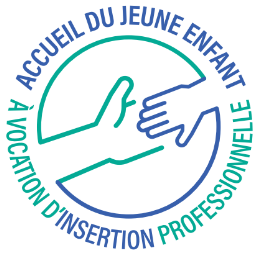 ACCUEIL DU JEUNE ENFANT
À VOCATION D'INSERTION PROFESSIONNELLE